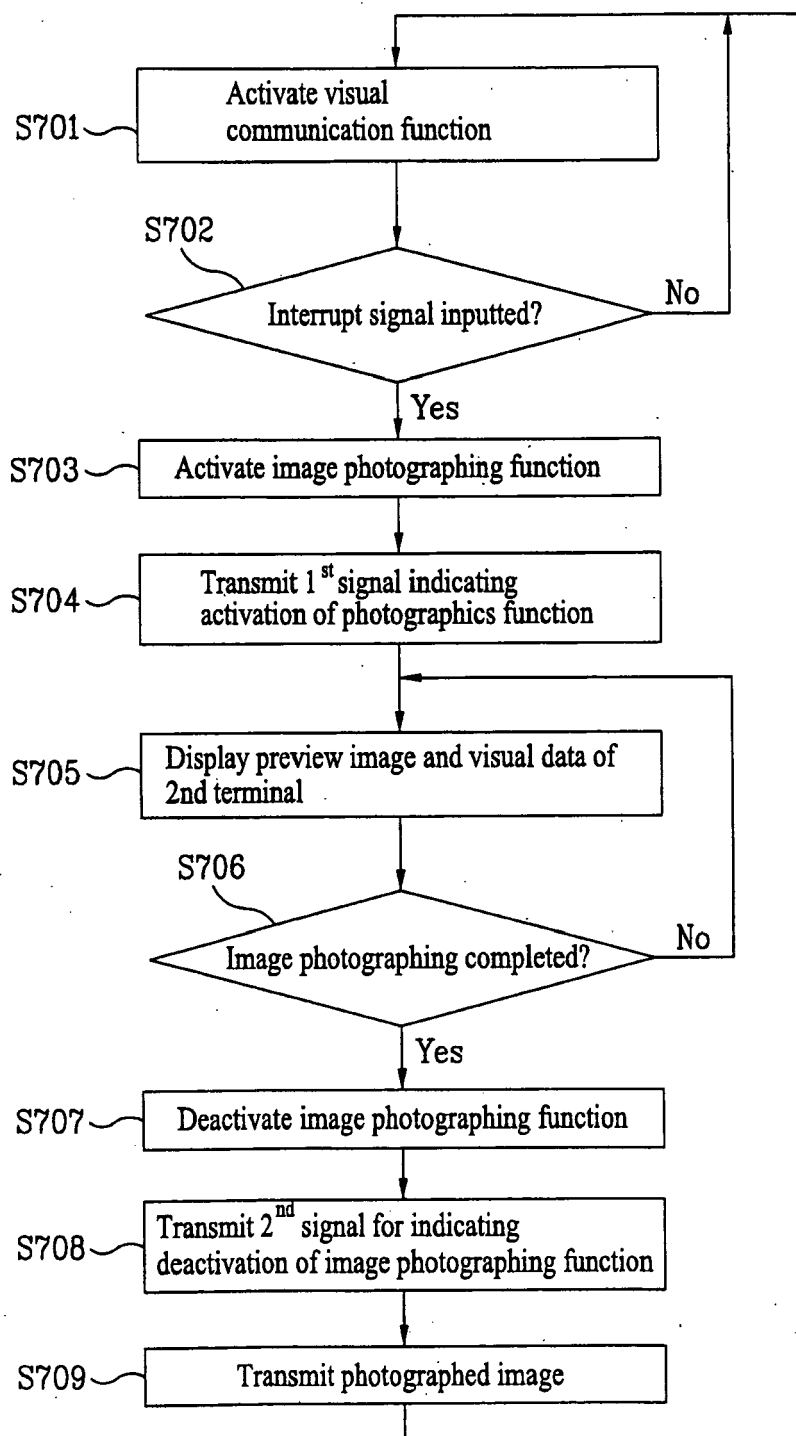 Activate visual
communication function
S701
S702
Interrupt signal inputted?
No
Yes
S703
Activate image photographing function
S704
Transmit 1st signal indicating
activation of photographics function
S705
Display preview image and visual data of
2nd terminal
S706
Image photographing completed?
No
Yes
S707
Deactivate image photographing function
S708
Transmit 2nd signal for indicating
deactivation of image photographing function
S709
Transmit photographed image